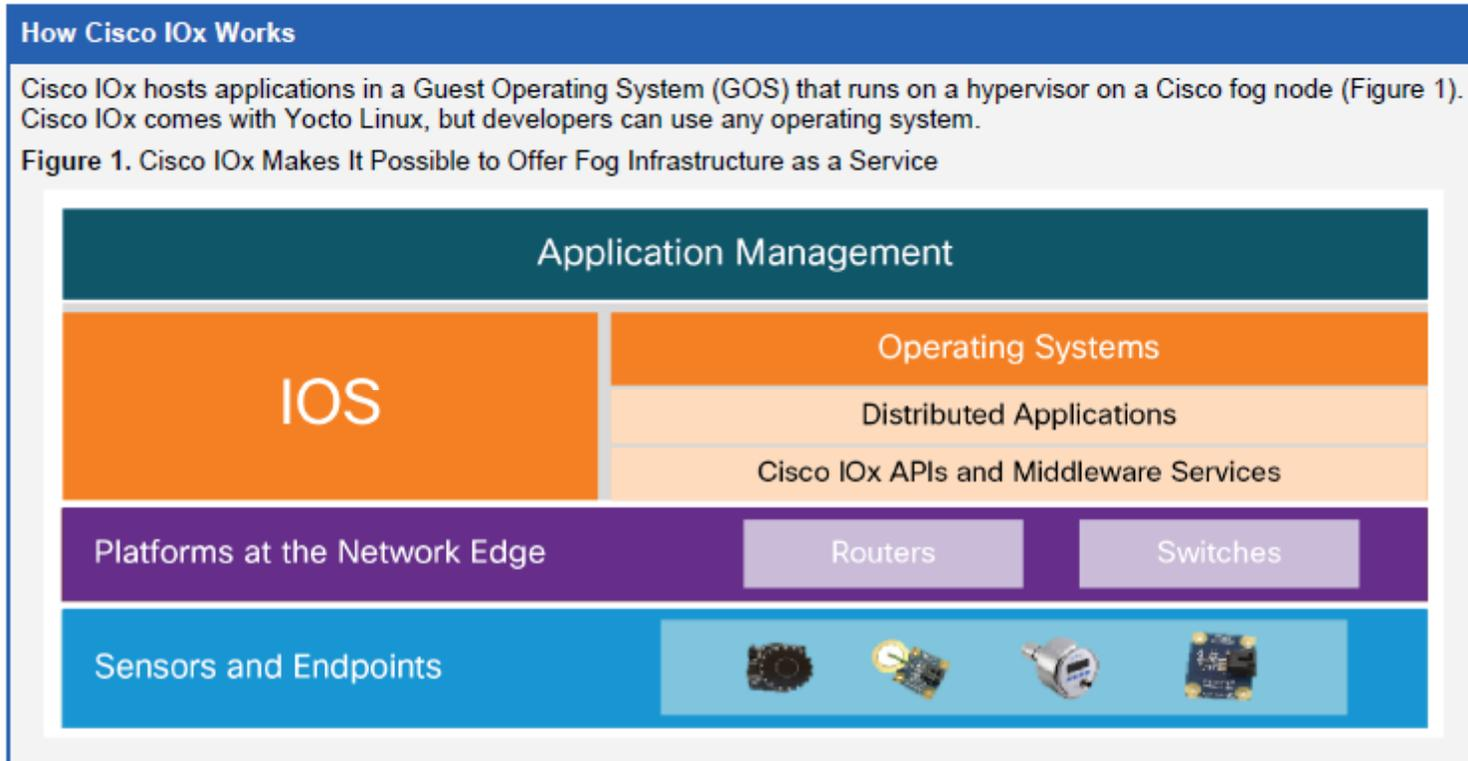 How Cisco IOx Works
Cisco IOx hosts applications in a Guest Operating System (GOS) that runs on a hypervisor on a Cisco fog node (Figure 1).
Cisco IOx comes with Yocto Linux, but developers can use any operating system.
Figure 1. Cisco IOx Makes It Possible to Offer Fog Infrastructure as a Service
Application Management
IOS
Operating Systems
Distributed Applications
Cisco IOx APIs and Middleware Services
Platforms at the Network Edge
Routers
Switches
Sensors and Endpoints